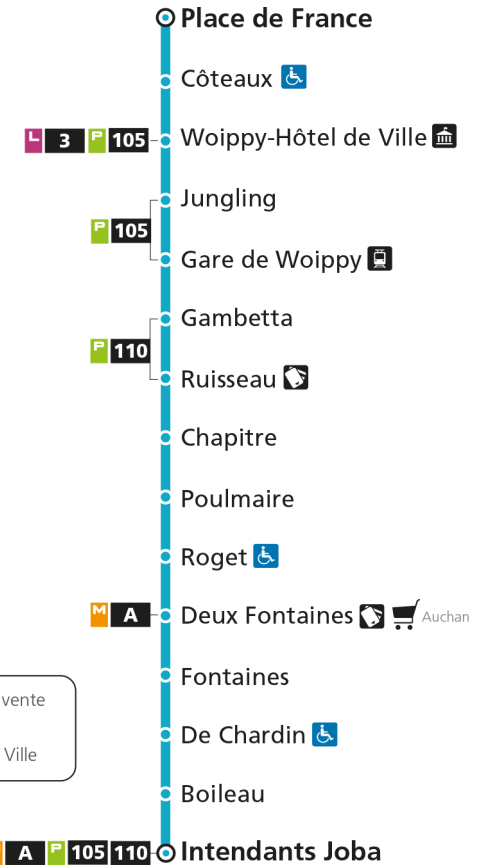 Place de France
Côteaux
L 3 P 105 Woippy-Hôtel de Ville
Jungling
P 105
Gare de Woippy
Gambetta
P 110
Ruisseau
Chapitre
Poulmaire
Roget
M A Deux Fontaines Auchan
Fontaines
vente
De Chardin
Ville
Boileau
A P 105 110 Intendants Joba